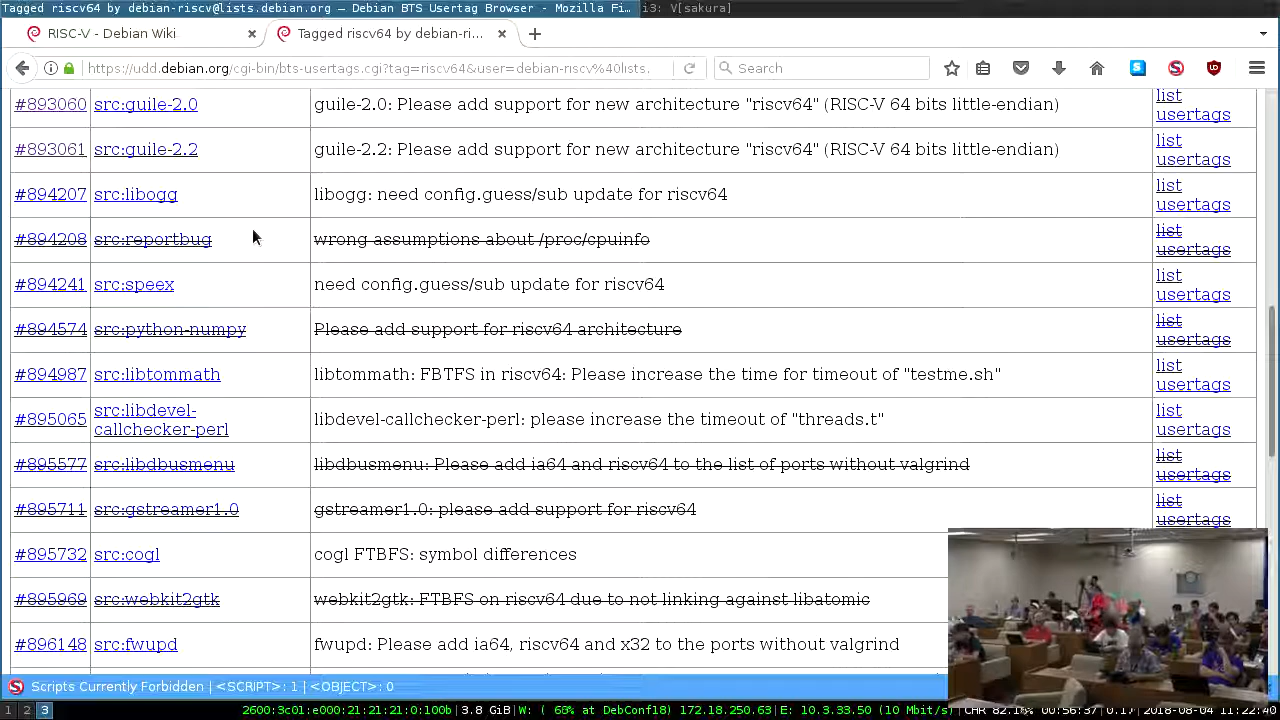 Tagged riscv64 by debian-riscv@lists.debian.org — Debian BTS Usertag Browser - Mozilla Fi… i3: V[sakura]
RISC-V - Debian Wiki × Tagged riscv64 by debian-ri… ×
https://udd.debian.org/cgi-bin/bts-usertags.cgi?tag=riscv64&user=debian-riscv%40lists. Search
#893060 src:guile-2.0 guile-2.0: Please add support for new architecture "riscv64" (RISC-V 64 bits little-endian) list
usertags
#893061 src:guile-2.2 guile-2.2: Please add support for new architecture "riscv64" (RISC-V 64 bits little-endian) list
usertags
#894207 src:libogg libogg: need config.guess/sub update for riscv64 list
usertags
#894208 src:reportbug wrong assumptions about /proc/cpuinfo list
usertags
#894241 src:speex need config.guess/sub update for riscv64 list
usertags
#894574 src:python-numpy Please add support for riscv64 architecture list
usertags
#894987 src:libtommath libtommath: FBTFS in riscv64: Please increase the time for timeout of "testme.sh" list
usertags
#895065 src:libdevel-
callchecker-perl libdevel-callchecker-perl: please increase the timeout of "threads.t" list
usertags
#895577 src:libdbusmenu libdbusmenu: Please add ia64 and riscv64 to the list of ports without valgrind list
usertags
#895711 src:gstreamer1.0 gstreamer1.0: please add support for riscv64 list
usertags
#895732 src:cogl cogl FTBFS: symbol differences
#895969 src:webkit2gtk webkit2gtk: FTBFS on riscv64 due to not linking against libatomic
#896148 src:fwupd fwupd: Please add ia64, riscv64 and x32 to the ports without valgrind
Scripts Currently Forbidden | <SCRIPT>: 1 | <OBJECT>: 0
1 2 3 2600:3c01:e000:21:21:21:0:100b|3.8 GiB|W: ( 68% at DebConf18) 172.18.250.63|E: 10.3.33.50 (10 Mbit/s)|CHR 82.18% 00:56:37|0.17|2018-08-04 11:22:40